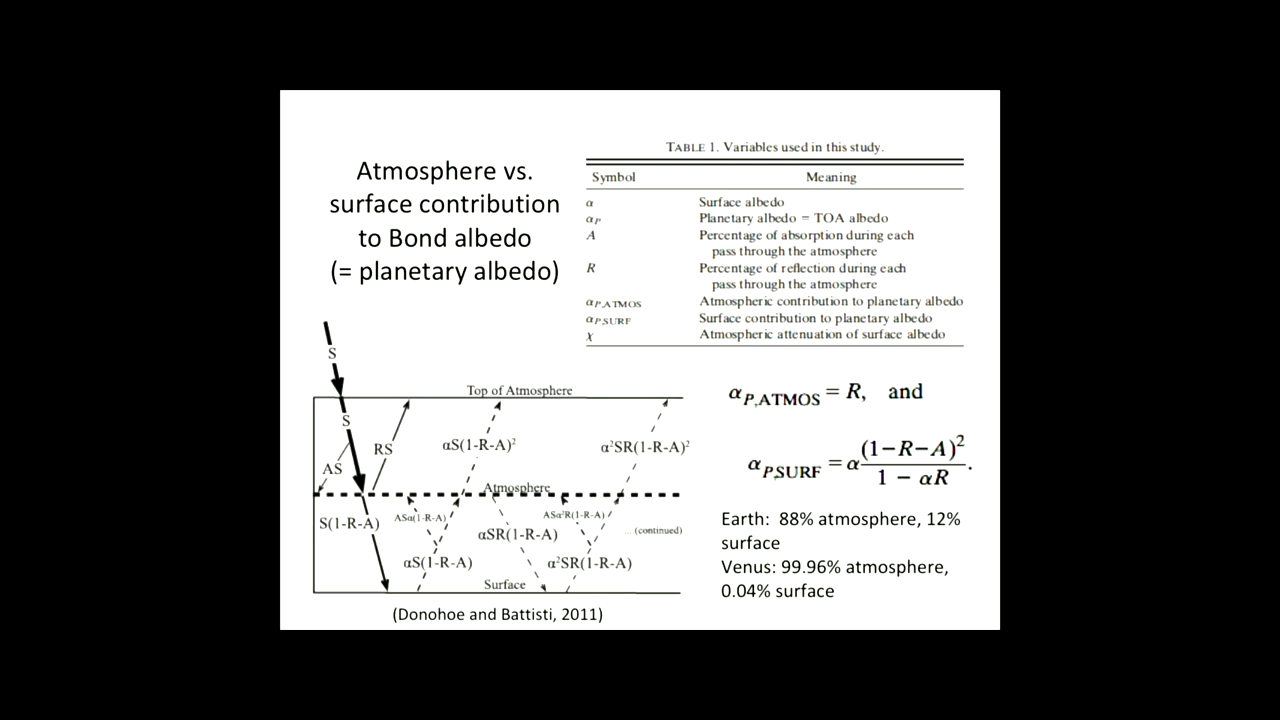 Atmosphere vs.
surface contribution
to Bond albedo
(= planetary albedo)
TABLE 1. Variables used in this study.
Symbol Meaning
α Surface albedo
αP Planetary albedo = TOA albedo
A Percentage of absorption during each
pass through the atmosphere
R Percentage of reflection during each
pass through the atmosphere
αP,ATMOS Atmospheric contribution to planetary albedo
αP,SURF Surface contribution to planetary albedo
χ Atmospheric attenuation of surface albedo
S
Top of Atmosphere
S
RS
αS(1-R-A)²
α²SR(1-R-A)²
AS
Atmosphere
S(1-R-A)
ASα(1-R-A)
αSR(1-R-A)
ASα²R(1-R-A)
... (continued)
αS(1-R-A)
α²SR(1-R-A)
Surface
(Donohoe and Battisti, 2011)
αP,ATMOS = R, and
αP,SURF = α (1-R-A)² / 1 - αR.
Earth: 88% atmosphere, 12%
surface
Venus: 99.96% atmosphere,
0.04% surface